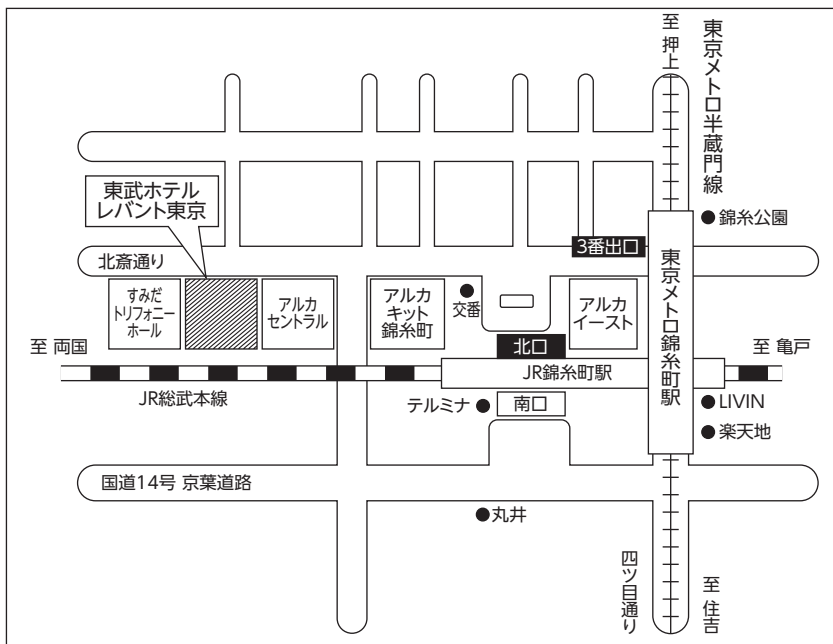 至 押上
東京メトロ半蔵門線
東武ホテル
レバント東京
錦糸公園
3番出口
北斎通り
東京メトロ錦糸町駅
すみだ
トリフォニー
ホール
アルカ
セントラル
アルカ
キット
錦糸町
交番
アルカ
イースト
北口
至 両国
至 亀戸
JR錦糸町駅
JR総武本線
テルミナ
南口
LIVIN
楽天地
国道14号 京葉道路
丸井
四ツ目通り
至 住吉